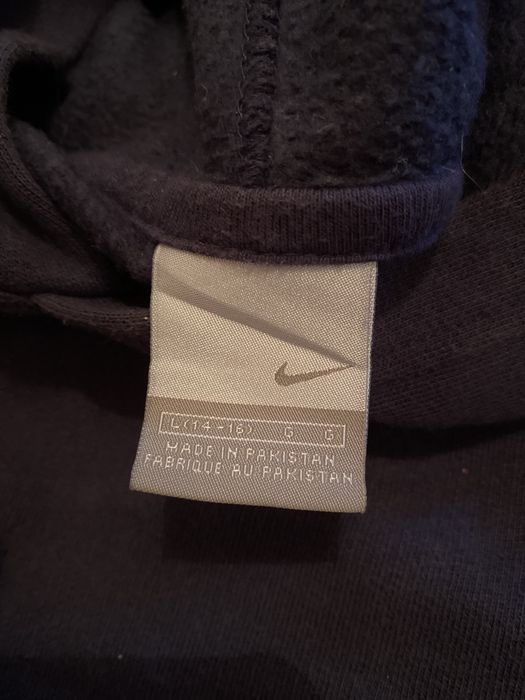 L(14-16) G G
MADE IN PAKISTAN
FABRIQUE AU PAKISTAN